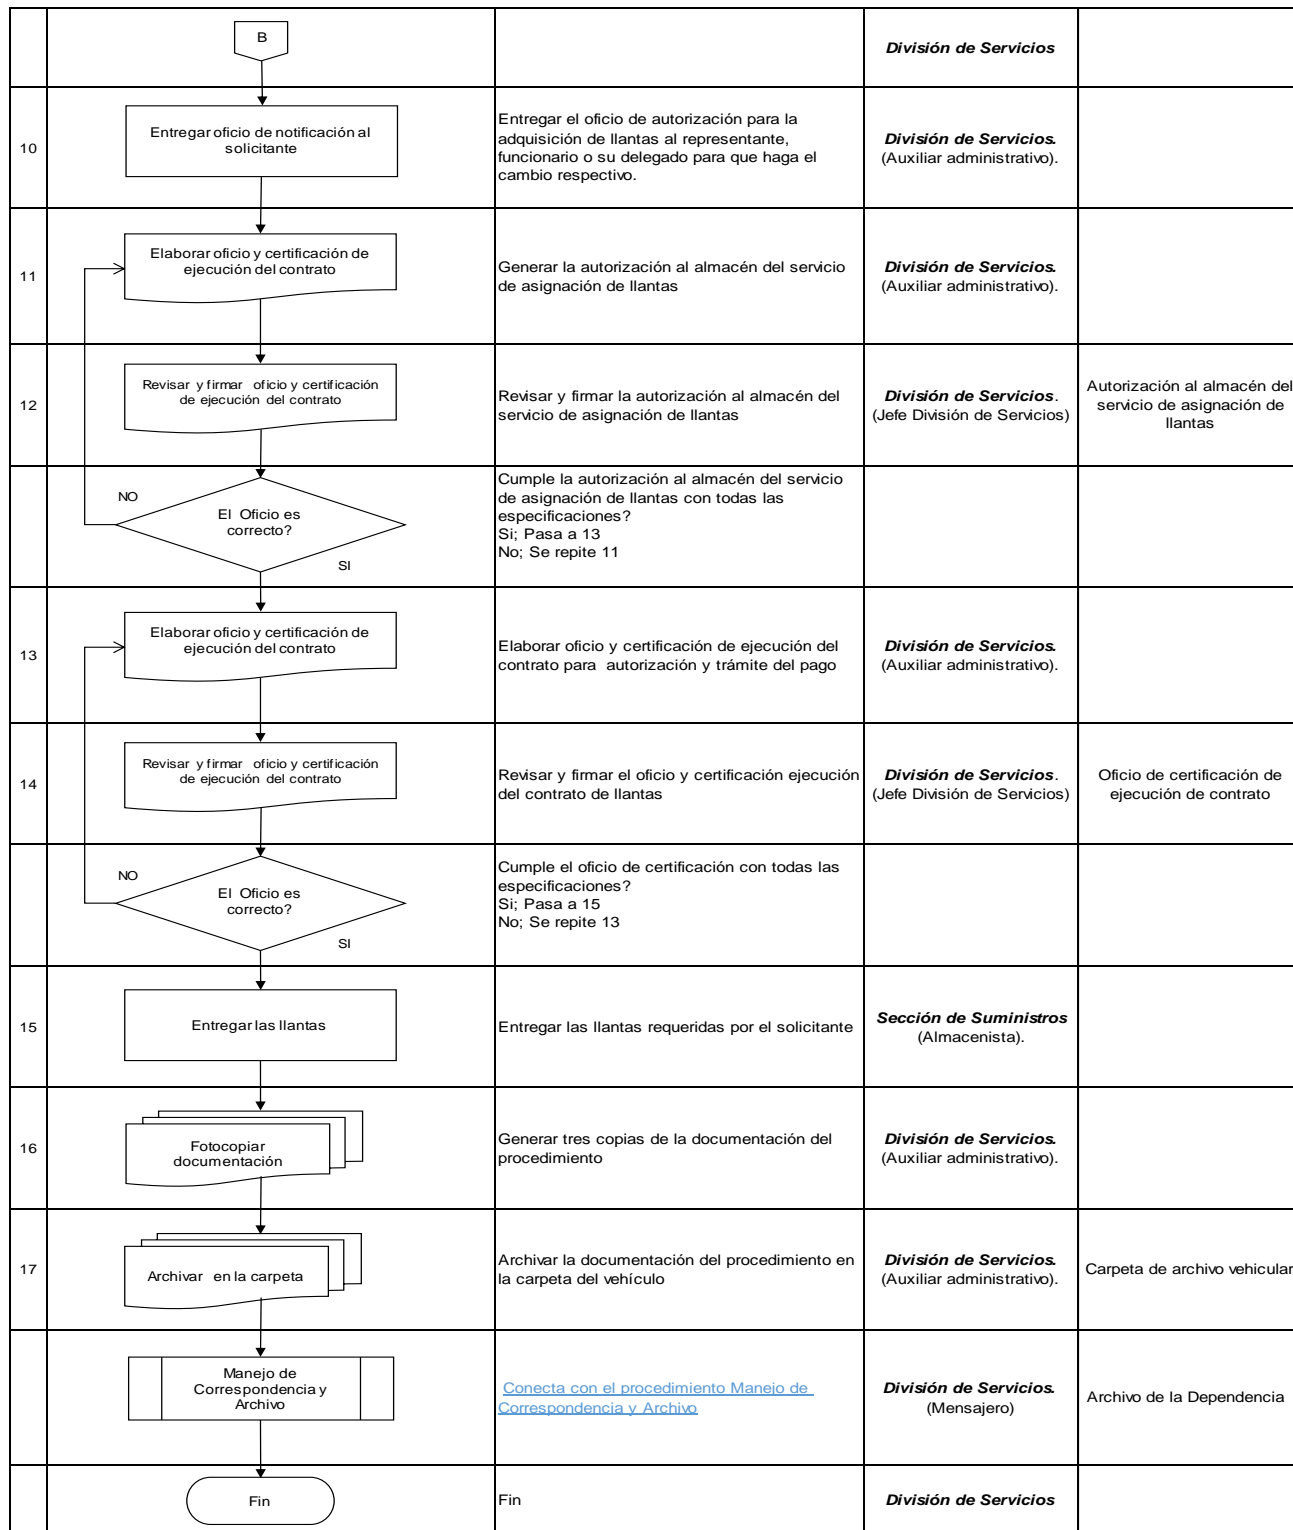 B
División de Servicios
10
Entregar oficio de notificación al
solicitante
Entregar el oficio de autorización para la
adquisición de llantas al representante,
funcionario o su delegado para que haga el
cambio respectivo.
División de Servicios.
(Auxiliar administrativo).
11
Elaborar oficio y certificación de
ejecución del contrato
Generar la autorización al almacén del servicio
de asignación de llantas
División de Servicios.
(Auxiliar administrativo).
12
Revisar y firmar oficio y certificación
de ejecución del contrato
Revisar y firmar la autorización al almacén del
servicio de asignación de llantas
División de Servicios.
(Jefe División de Servicios)
Autorización al almacén del
servicio de asignación de
llantas
NO
El Oficio es
correcto?
SI
Cumple la autorización al almacén del servicio
de asignación de llantas con todas las
especificaciones?
Si; Pasa a 13
No; Se repite 11
13
Elaborar oficio y certificación de
ejecución del contrato
Elaborar oficio y certificación de ejecución del
contrato para autorización y trámite del pago
División de Servicios.
(Auxiliar administrativo).
14
Revisar y firmar oficio y certificación
de ejecución del contrato
Revisar y firmar el oficio y certificación ejecución
del contrato de llantas
División de Servicios.
(Jefe División de Servicios)
Oficio de certificación de
ejecución de contrato
NO
El Oficio es
correcto?
SI
Cumple el oficio de certificación con todas las
especificaciones?
Si; Pasa a 15
No; Se repite 13
15
Entregar las llantas
Entregar las llantas requeridas por el solicitante
Sección de Suministros
(Almacenista).
16
Fotocopiar
documentación
Generar tres copias de la documentación del
procedimiento
División de Servicios.
(Auxiliar administrativo).
17
Archivar en la carpeta
Archivar la documentación del procedimiento en
la carpeta del vehículo
División de Servicios.
(Auxiliar administrativo).
Carpeta de archivo vehicular
Manejo de
Correspondencia y
Archivo
Conecta con el procedimiento Manejo de
Correspondencia y Archivo
División de Servicios.
(Mensajero)
Archivo de la Dependencia
Fin
Fin
División de Servicios